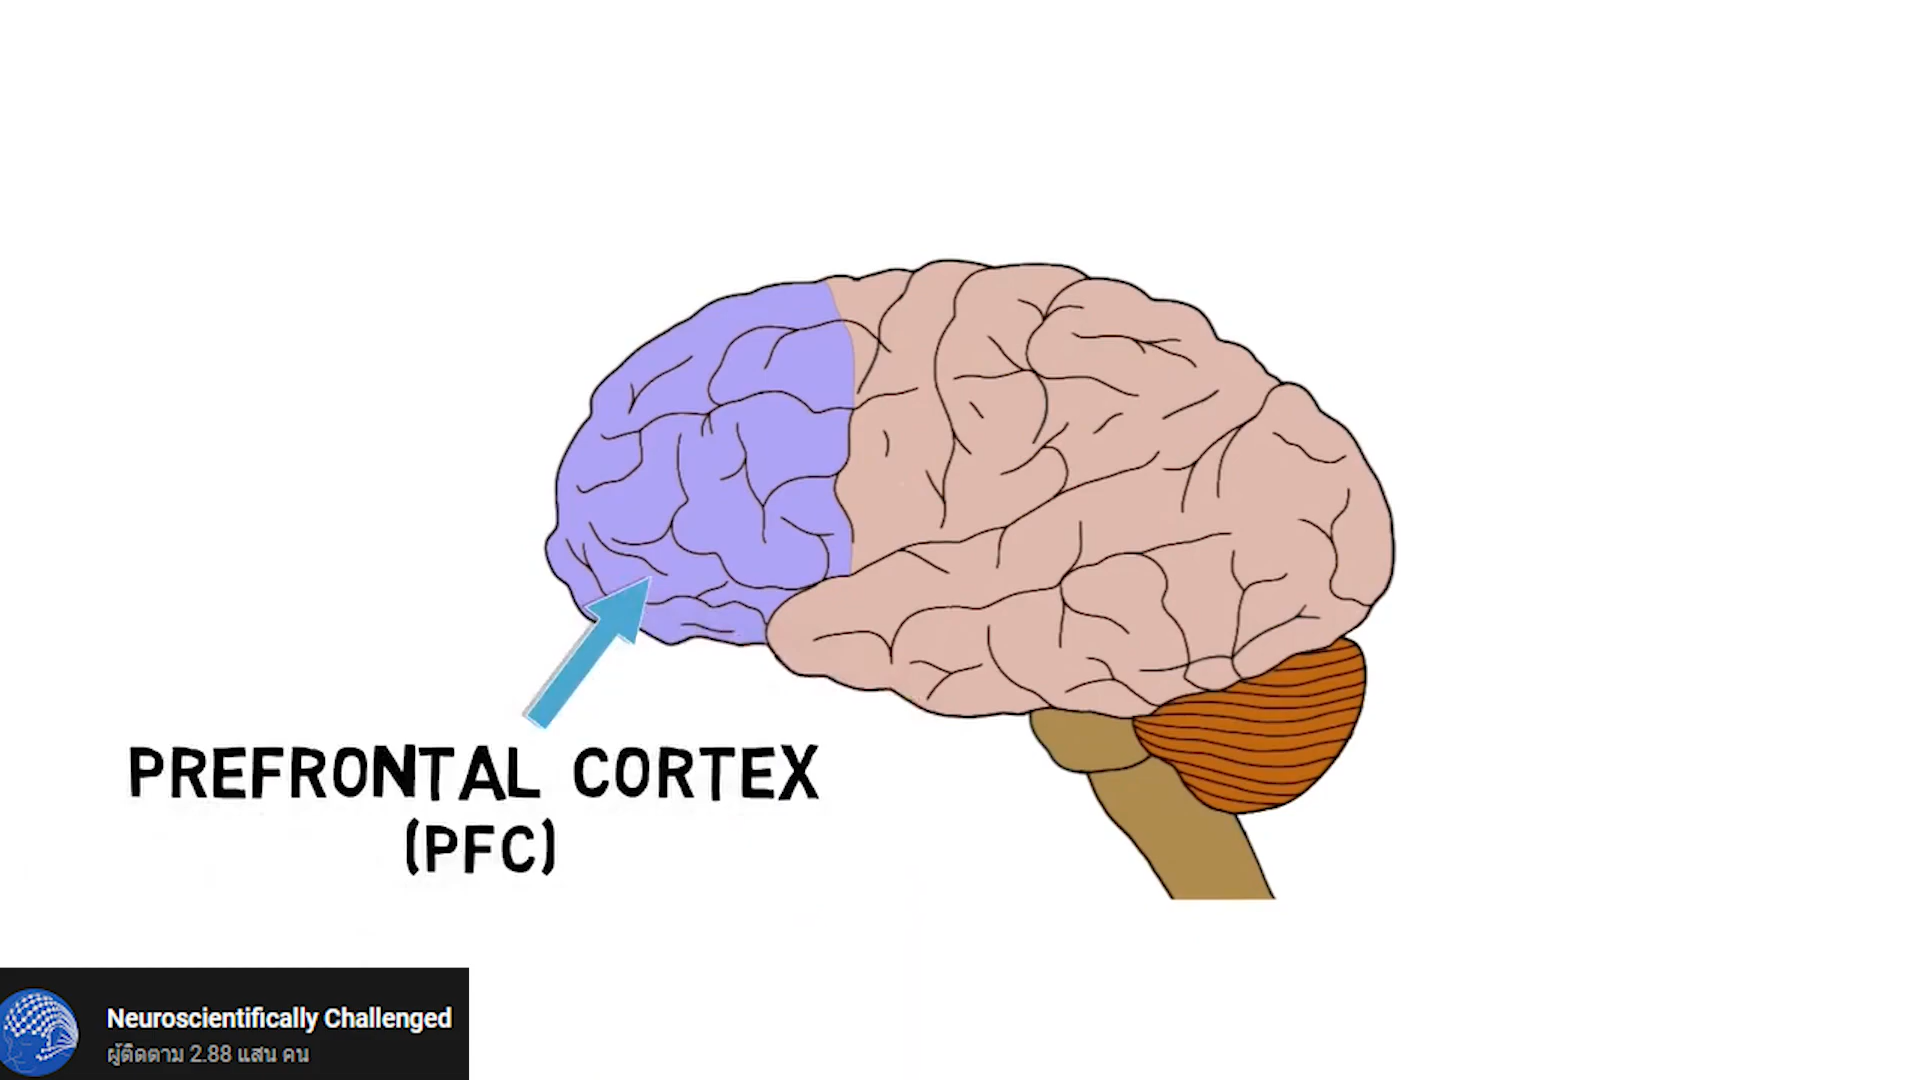 PREFRONTAL CORTEX
(PFC)
Neuroscientifically Challenged
ผู้ติดตาม 2.88 แสน คน